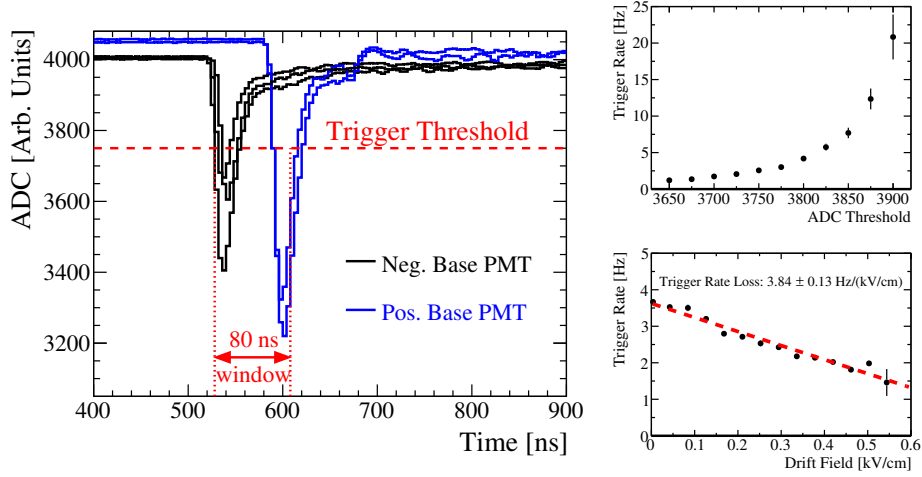 ADC [Arb. Units]
4000
3800
3600
3400
3200
Trigger Threshold
Neg. Base PMT
Pos. Base PMT
80 ns
window
400 500 600 700 800 900
Time [ns]
Trigger Rate [Hz]
25
20
15
10
5
0
3650 3700 3750 3800 3850 3900
ADC Threshold
Trigger Rate [Hz]
5
4
3
2
1
0
Trigger Rate Loss: 3.84 ± 0.13 Hz/(kV/cm)
0 0.1 0.2 0.3 0.4 0.5 0.6
Drift Field [kV/cm]